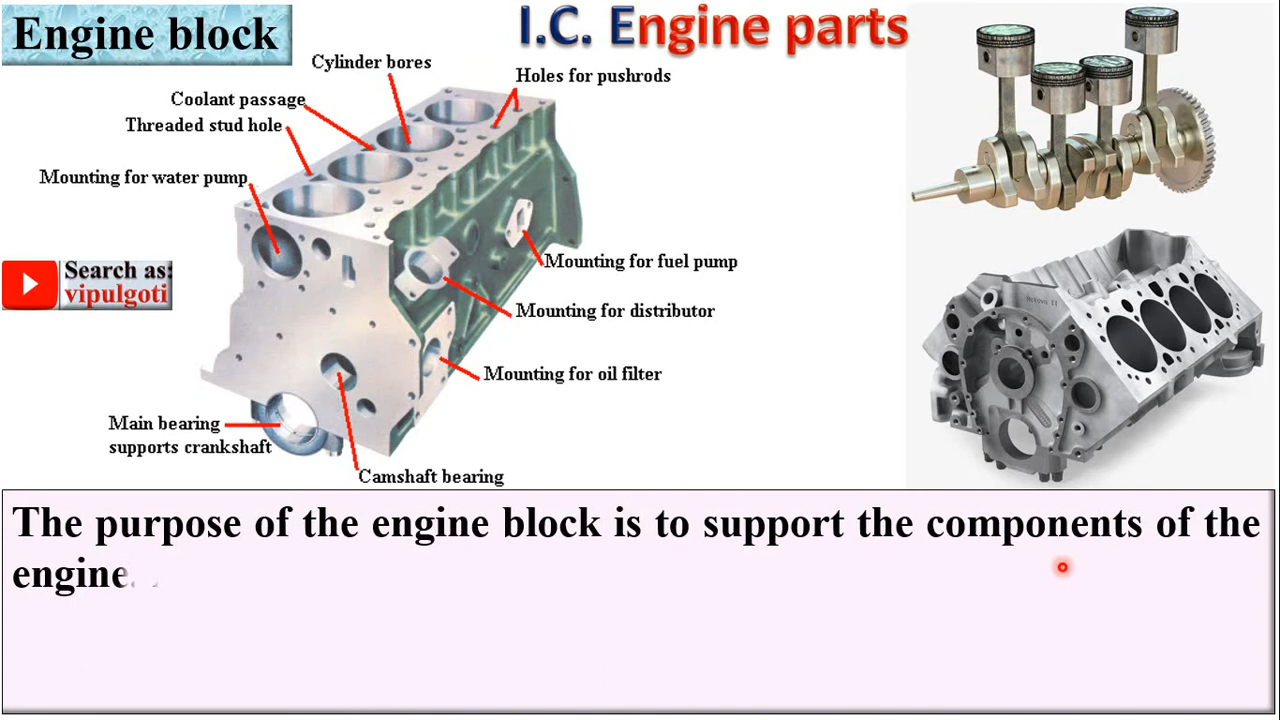 Engine block
I.C. Engine parts
Cylinder bores
Holes for pushrods
Coolant passage
Threaded stud hole
Mounting for water pump
Search as:
vipulgoti
Mounting for fuel pump
Mounting for distributor
Mounting for oil filter
Main bearing
supports crankshaft
Camshaft bearing
The purpose of the engine block is to support the components of the
engine.